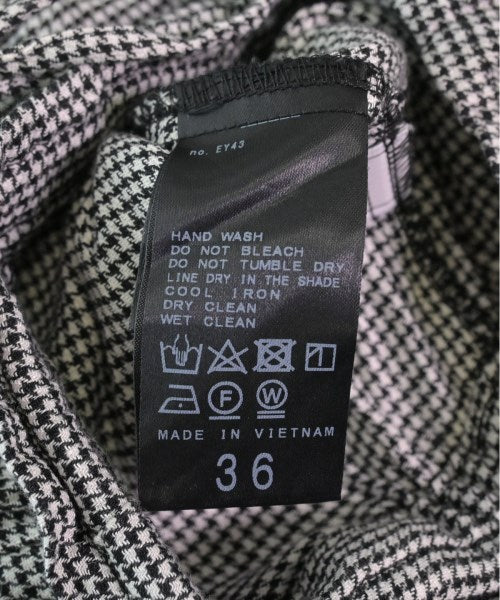 no. EY43
HAND WASH
DO NOT BLEACH
DO NOT TUMBLE DRY
LINE DRY IN THE SHADE
COOL IRON
DRY CLEAN
WET CLEAN
F W
MADE IN VIETNAM
36